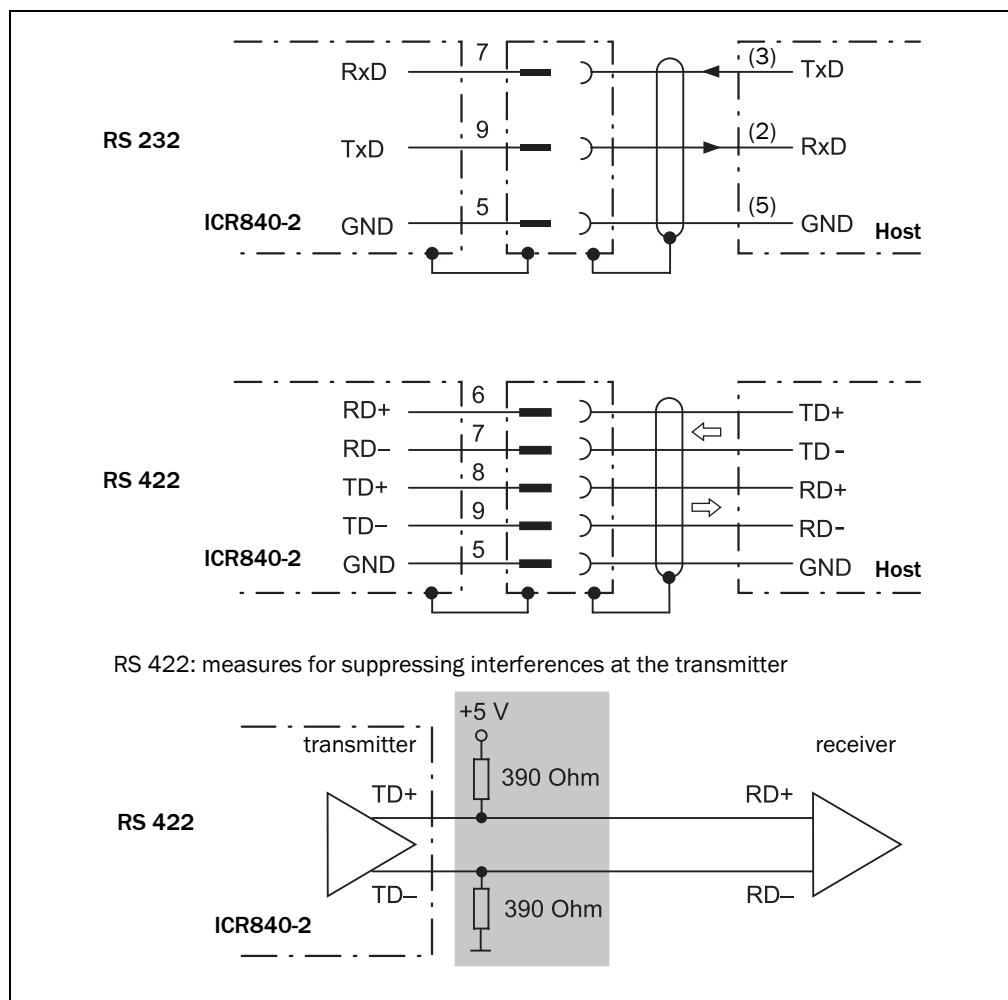 7 (3)
RxD TxD
RS 232
9 (2)
TxD RxD
5 (5)
ICR840-2 GND GND Host
6
RD+ TD+
7
RD– TD-
RS 422
8
TD+ RD+
9
TD– RD-
5
ICR840-2 GND GND Host
RS 422: measures for suppressing interferences at the transmitter
+5 V
transmitter receiver
390 Ohm
TD+ RD+
RS 422
TD– RD–
390 Ohm
ICR840-2